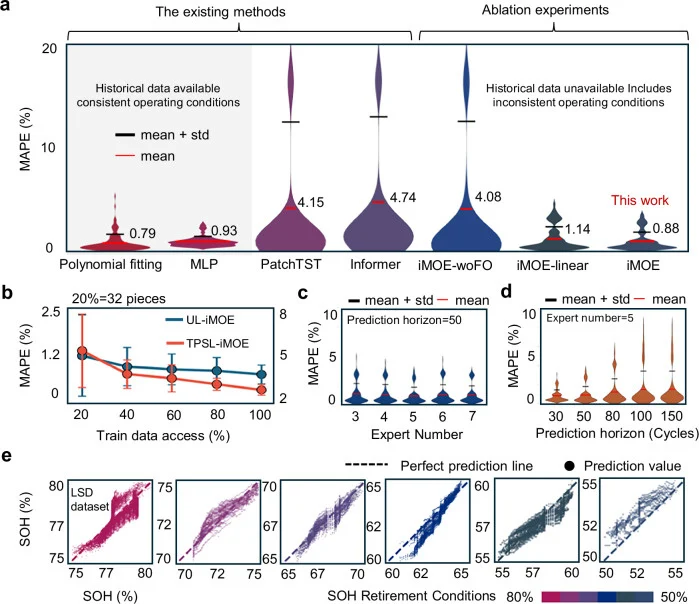 a
The existing methods
Ablation experiments
20
10
0
MAPE (%)
Historical data available
consistent operating conditions
mean + std
mean
Historical data unavailable Includes
inconsistent operating conditions
This work
0.79
0.93
4.15
4.74
4.08
1.14
0.88
Polynomial fitting
MLP
PatchTST
Informer
iMOE-woFO
iMOE-linear
iMOE
b
20%=32 pieces
2.5
1.2
0
MAPE (%)
UL-iMOE
TPSL-iMOE
8
5
2
20 40 60 80 100
Train data access (%)
c
mean + std
mean
Prediction horizon=50
10
5
0
MAPE (%)
3 4 5 6 7
Expert Number
d
mean + std
mean
Expert number=5
10
5
0
MAPE (%)
30 50 80 100 150
Prediction horizon (Cycles)
e
Perfect prediction line
Prediction value
SOH (%)
80
77
75
LSD
dataset
75 77 80
75
72
70
70 72 75
70
67
65
65 67 70
65
62
60
60 62 65
60
57
55
55 57 60
55
52
50
50 52 55
SOH (%)
SOH Retirement Conditions
80%
50%